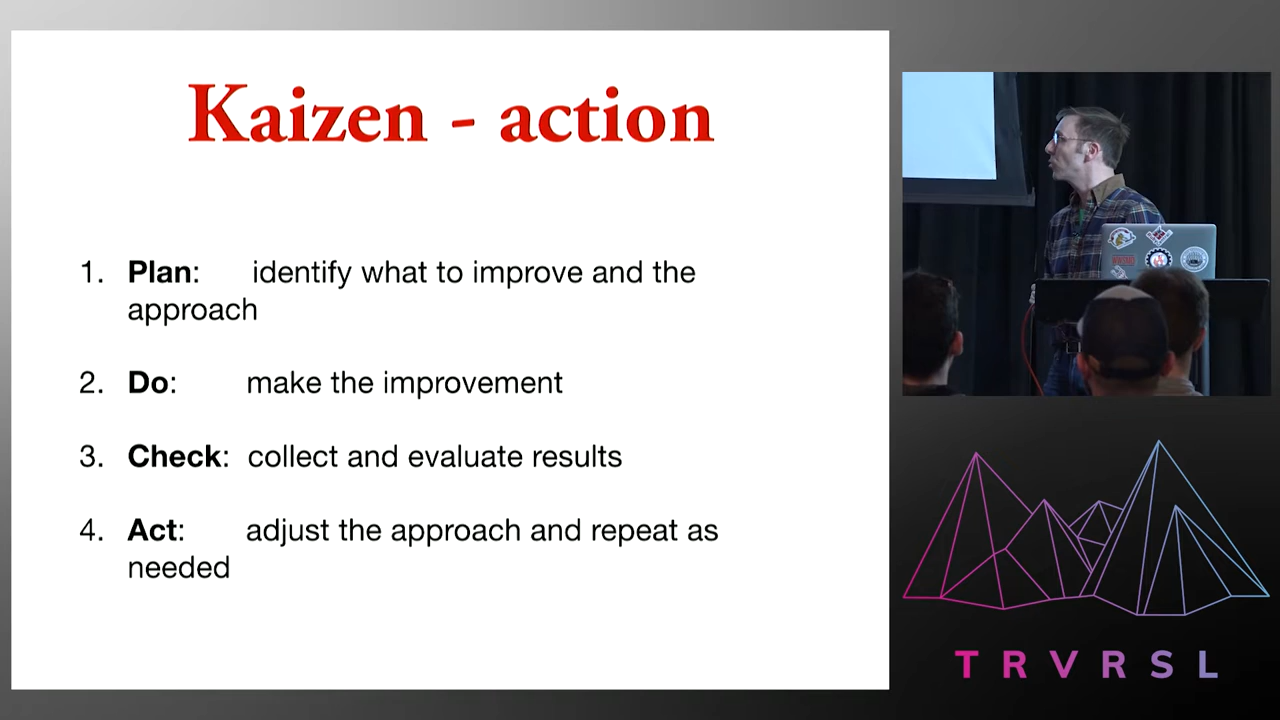 Kaizen - action
1. Plan: identify what to improve and the
approach
2. Do: make the improvement
3. Check: collect and evaluate results
4. Act: adjust the approach and repeat as
needed
TRVRSL